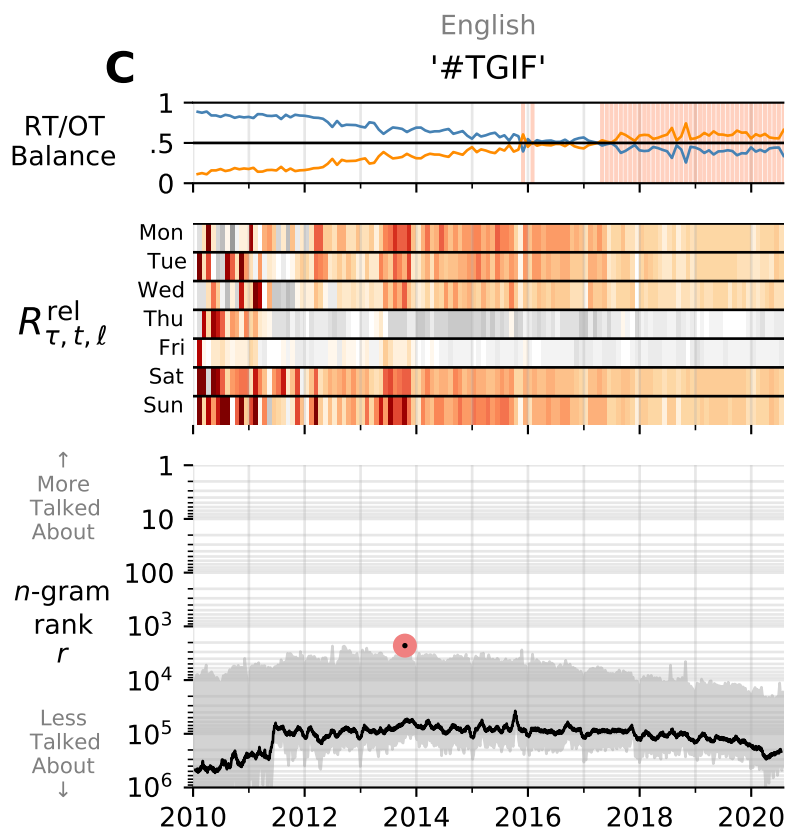 English
C
'#TGIF'
RT/OT
Balance
1
.5
0
Mon
Tue
Wed
Thu
Fri
Sat
Sun
R^rel_τ, t, ℓ
↑
More
Talked
About
n-gram
rank
r
Less
Talked
About
↓
1
10
100
10³
10⁴
10⁵
10⁶
2010 2012 2014 2016 2018 2020